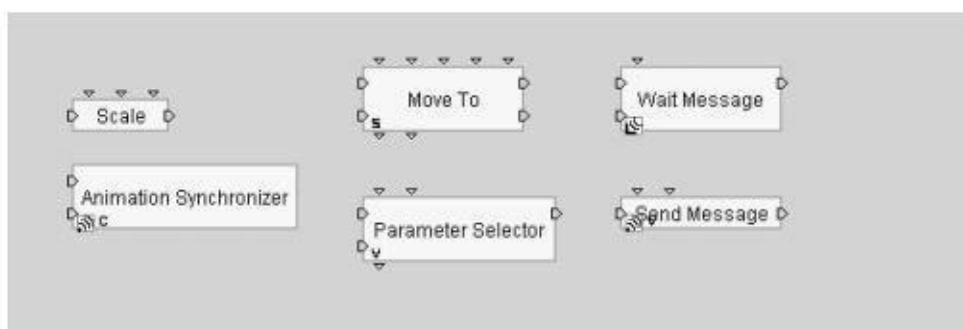 Scale
Move To
S
Wait Message
Animation Synchronizer
C
Parameter Selector
V
Send Message
V